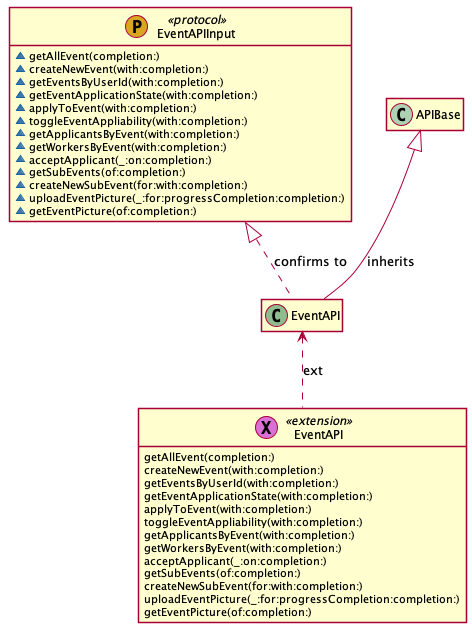 P «protocol»
EventAPIInput
getAllEvent(completion:)
createNewEvent(with:completion:)
getEventsByUserId(with:completion:)
getEventApplicationState(with:completion:)
applyToEvent(with:completion:)
toggleEventAppliability(with:completion:)
getApplicantsByEvent(with:completion:)
getWorkersByEvent(with:completion:)
acceptApplicant(_:on:completion:)
getSubEvents(of:completion:)
createNewSubEvent(for:with:completion:)
uploadEventPicture(_:for:progressCompletion:completion:)
getEventPicture(of:completion:)
C APIBase
confirms to
inherits
C EventAPI
ext
X «extension»
EventAPI
getAllEvent(completion:)
createNewEvent(with:completion:)
getEventsByUserId(with:completion:)
getEventApplicationState(with:completion:)
applyToEvent(with:completion:)
toggleEventAppliability(with:completion:)
getApplicantsByEvent(with:completion:)
getWorkersByEvent(with:completion:)
acceptApplicant(_:on:completion:)
getSubEvents(of:completion:)
createNewSubEvent(for:with:completion:)
uploadEventPicture(_:for:progressCompletion:completion:)
getEventPicture(of:completion:)